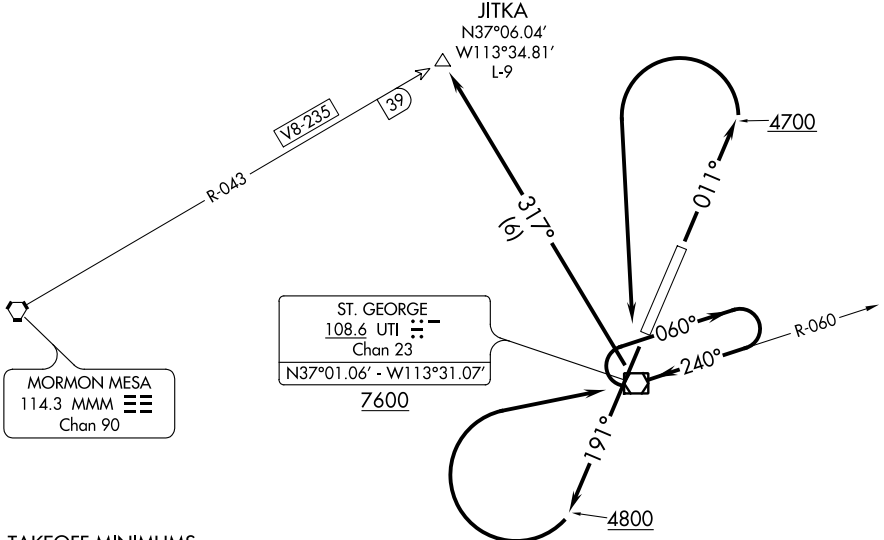 JITKA
N37°06.04'
W113°34.81'
L-9
39
V8-235
R-043
4700
011°
317°
(6)
ST. GEORGE
108.6 UTI
Chan 23
N37°01.06' - W113°31.07'
7600
060°
R-060
240°
MORMON MESA
114.3 MMM
Chan 90
191°
4800
TAKEOFF MINIMUMS